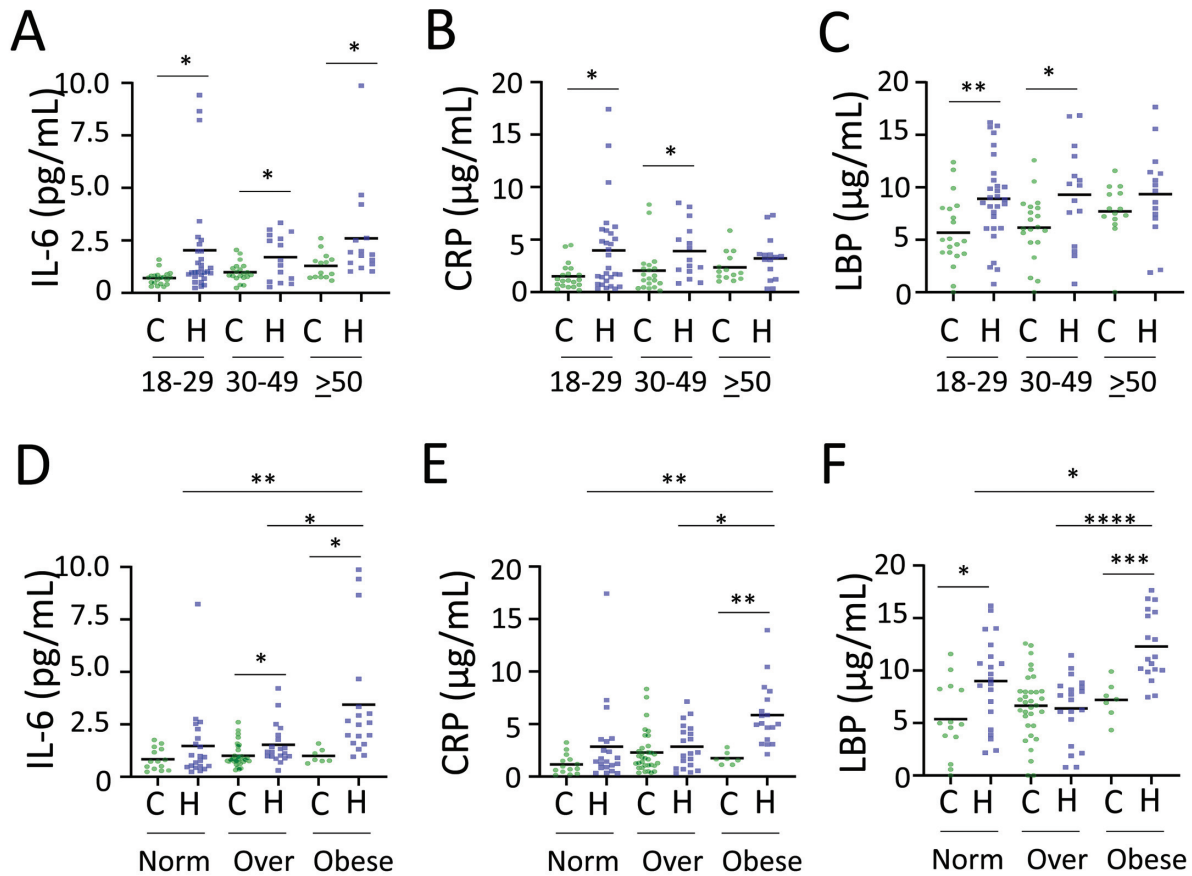 A
B
C
* *
*
IL-6 (pg/mL)
10.0
7.5
5.0
2.5
0
C H C H C H
18-29 30-49 ≥50
*
*
CRP (µg/mL)
20
15
10
5
0
C H C H C H
18-29 30-49 ≥50
** *
LBP (µg/mL)
20
15
10
5
0
C H C H C H
18-29 30-49 ≥50
D
E
F
**
*
*
*
IL-6 (pg/mL)
10.0
7.5
5.0
2.5
0
C H C H C H
Norm Over Obese
**
*
**
CRP (µg/mL)
20
15
10
5
0
C H C H C H
Norm Over Obese
*
****
* ***
LBP (µg/mL)
20
15
10
5
0
C H C H C H
Norm Over Obese